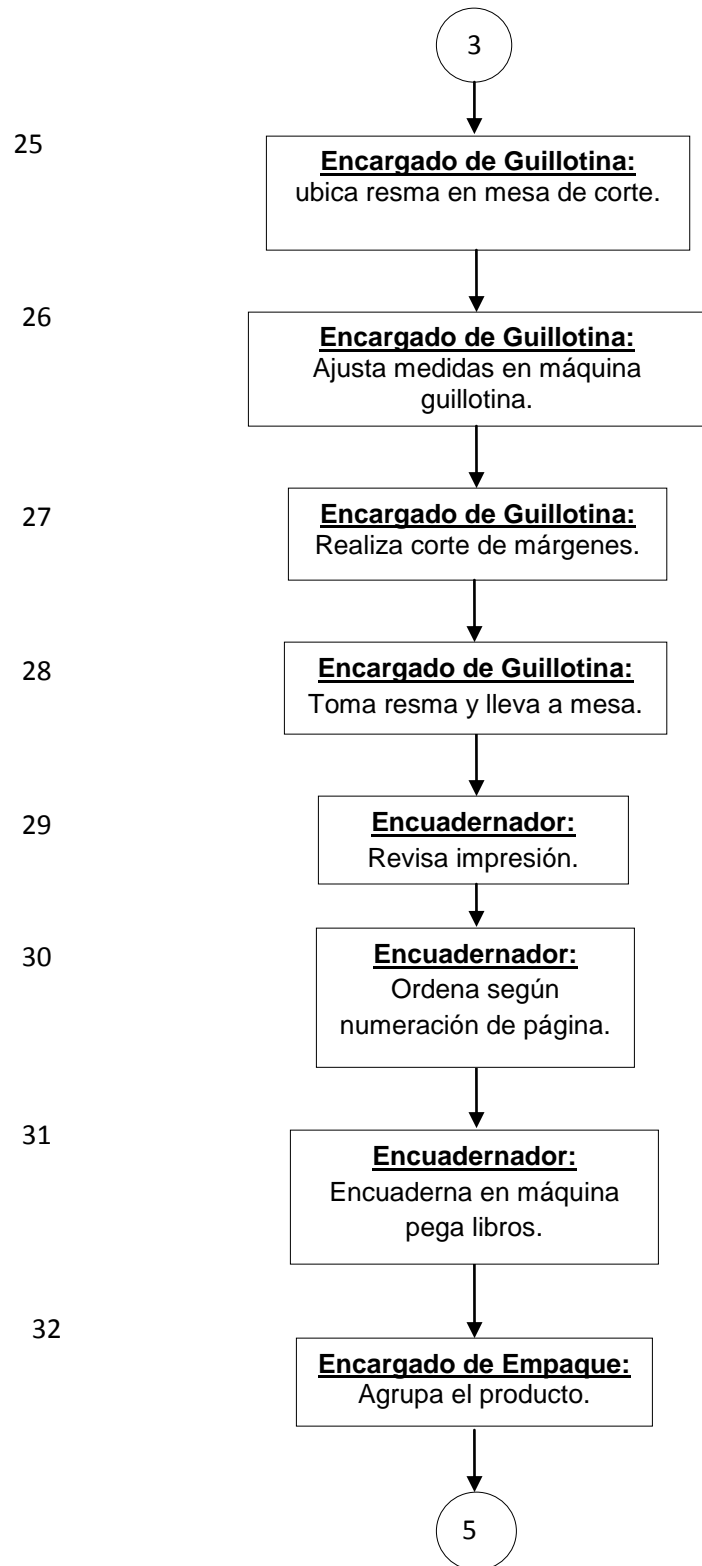 3
25
Encargado de Guillotina:
ubica resma en mesa de corte.
26
Encargado de Guillotina:
Ajusta medidas en máquina
guillotina.
27
Encargado de Guillotina:
Realiza corte de márgenes.
28
Encargado de Guillotina:
Toma resma y lleva a mesa.
29
Encuadernador:
Revisa impresión.
30
Encuadernador:
Ordena según
numeración de página.
31
Encuadernador:
Encuaderna en máquina
pega libros.
32
Encargado de Empaque:
Agrupa el producto.
5